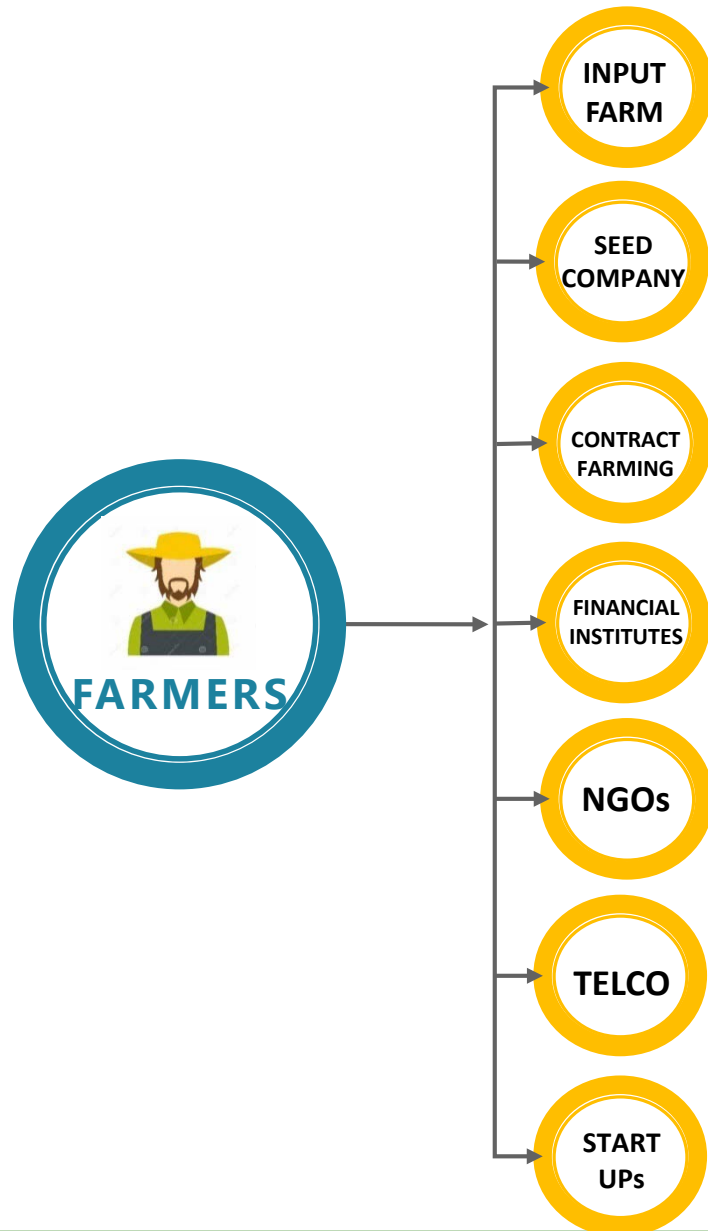 INPUT
FARM
SEED
COMPANY
CONTRACT
FARMING
FARMERS
FINANCIAL
INSTITUTES
NGOs
TELCO
START
UPs